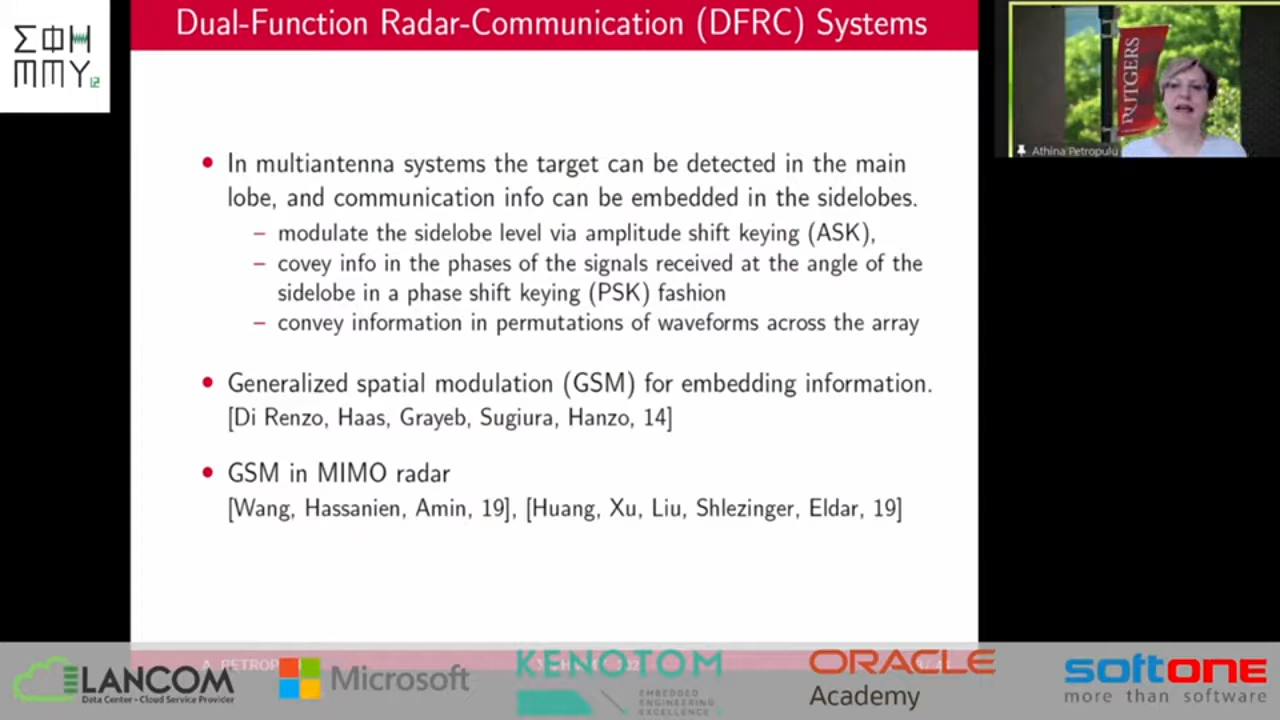 ΣΦΗ
ΜΜΥ 12
Dual-Function Radar-Communication (DFRC) Systems
RUTGERS
Athina Petropulu
• In multiantenna systems the target can be detected in the main
lobe, and communication info can be embedded in the sidelobes.
– modulate the sidelobe level via amplitude shift keying (ASK),
– covey info in the phases of the signals received at the angle of the
sidelobe in a phase shift keying (PSK) fashion
– convey information in permutations of waveforms across the array
• Generalized spatial modulation (GSM) for embedding information.
[Di Renzo, Haas, Grayeb, Sugiura, Hanzo, 14]
• GSM in MIMO radar
[Wang, Hassanien, Amin, 19], [Huang, Xu, Liu, Shlezinger, Eldar, 19]
LANCOM
Data Center - Cloud Service Provider
Microsoft
KENOTOM
EMBEDDED
ENGINEERING
EXCELLENCE
ORACLE
Academy
softone
more than software